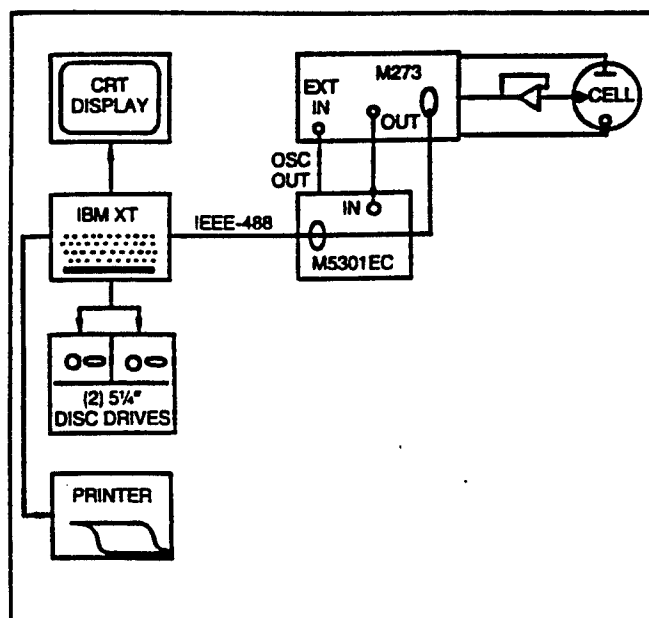 CRT
DISPLAY
M273
EXT
IN
OUT
CELL
OSC
OUT
IN
IBM XT
IEEE-488
M5301EC
(2) 5¼"
DISC DRIVES
PRINTER